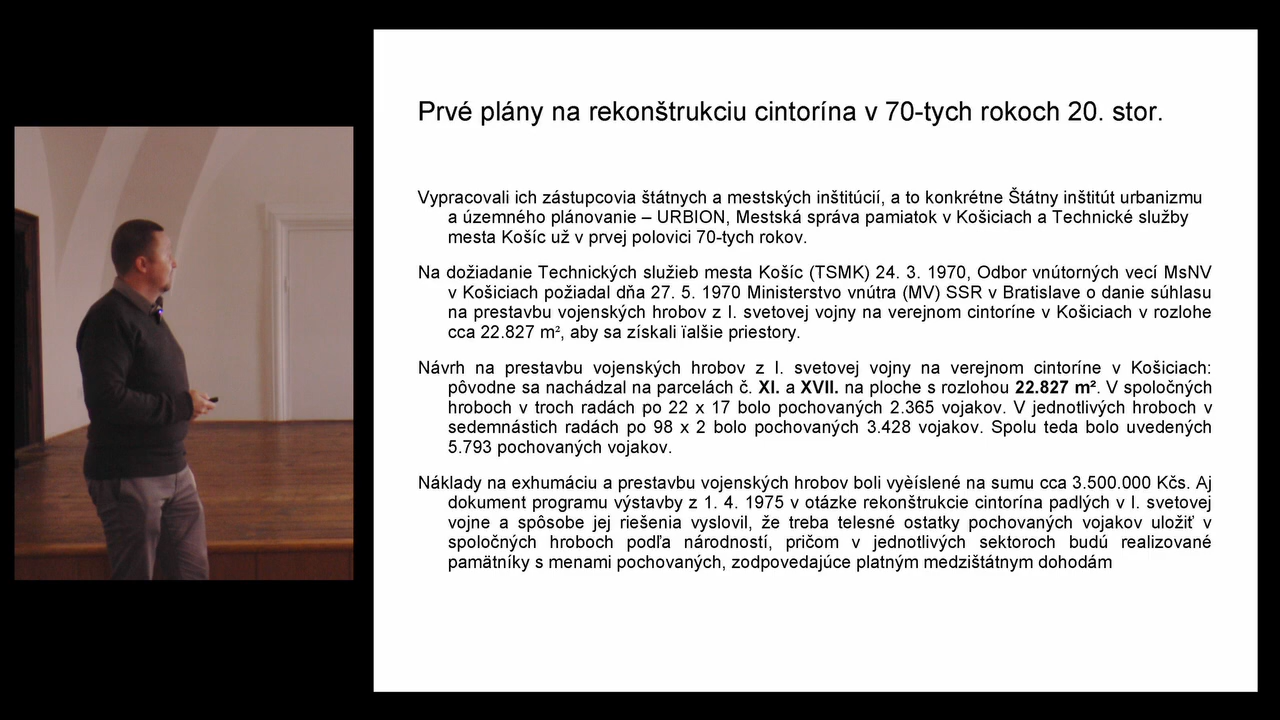 Prvé plány na rekonštrukciu cintorína v 70-tych rokoch 20. stor.
Vypracovali ich zástupcovia štátnych a mestských inštitúcií, a to konkrétne Štátny inštitút urbanizmu
a územného plánovanie – URBION, Mestská správa pamiatok v Košiciach a Technické služby
mesta Košíc už v prvej polovici 70-tych rokov.
Na dožiadanie Technických služieb mesta Košíc (TSMK) 24. 3. 1970, Odbor vnútorných vecí MsNV
v Košiciach požiadal dňa 27. 5. 1970 Ministerstvo vnútra (MV) SSR v Bratislave o danie súhlasu
na prestavbu vojenských hrobov z I. svetovej vojny na verejnom cintoríne v Košiciach v rozlohe
cca 22.827 m², aby sa získali ïalšie priestory.
Návrh na prestavbu vojenských hrobov z I. svetovej vojny na verejnom cintoríne v Košiciach:
pôvodne sa nachádzal na parcelách č. XI. a XVII. na ploche s rozlohou 22.827 m². V spoločných
hroboch v troch radách po 22 x 17 bolo pochovaných 2.365 vojakov. V jednotlivých hroboch v
sedemnástich radách po 98 x 2 bolo pochovaných 3.428 vojakov. Spolu teda bolo uvedených
5.793 pochovaných vojakov.
Náklady na exhumáciu a prestavbu vojenských hrobov boli vyèíslené na sumu cca 3.500.000 Kčs. Aj
dokument programu výstavby z 1. 4. 1975 v otázke rekonštrukcie cintorína padlých v I. svetovej
vojne a spôsobe jej riešenia vyslovil, že treba telesné ostatky pochovaných vojakov uložiť v
spoločných hroboch podľa národností, pričom v jednotlivých sektoroch budú realizované
pamätníky s menami pochovaných, zodpovedajúce platným medzištátnym dohodám